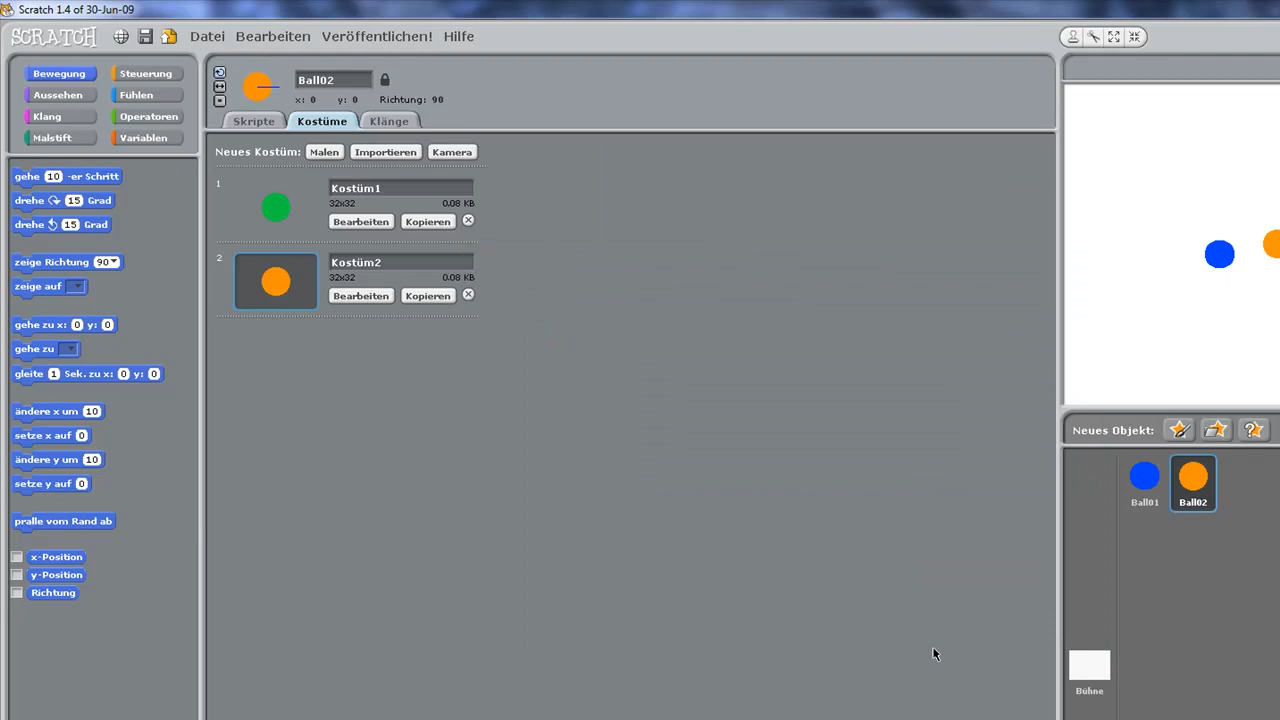 Scratch 1.4 of 30-Jun-09
SCRATCH Datei Bearbeiten Veröffentlichen! Hilfe
Bewegung Steuerung
Aussehen Fühlen
Klang Operatoren
Malstift Variablen
gehe 10 -er Schritt
drehe 15 Grad
drehe 15 Grad
zeige Richtung 90
zeige auf
gehe zu x: 0 y: 0
gehe zu
gleite 1 Sek. zu x: 0 y: 0
ändere x um 10
setze x auf 0
ändere y um 10
setze y auf 0
pralle vom Rand ab
x-Position
y-Position
Richtung
Ball02
x: 0 y: 0 Richtung: 90
Skripte Kostüme Klänge
Neues Kostüm: Malen Importieren Kamera
1 Kostüm1
32x32 0.08 KB
Bearbeiten Kopieren
2 Kostüm2
32x32 0.08 KB
Bearbeiten Kopieren
Neues Objekt:
Ball01 Ball02
Bühne